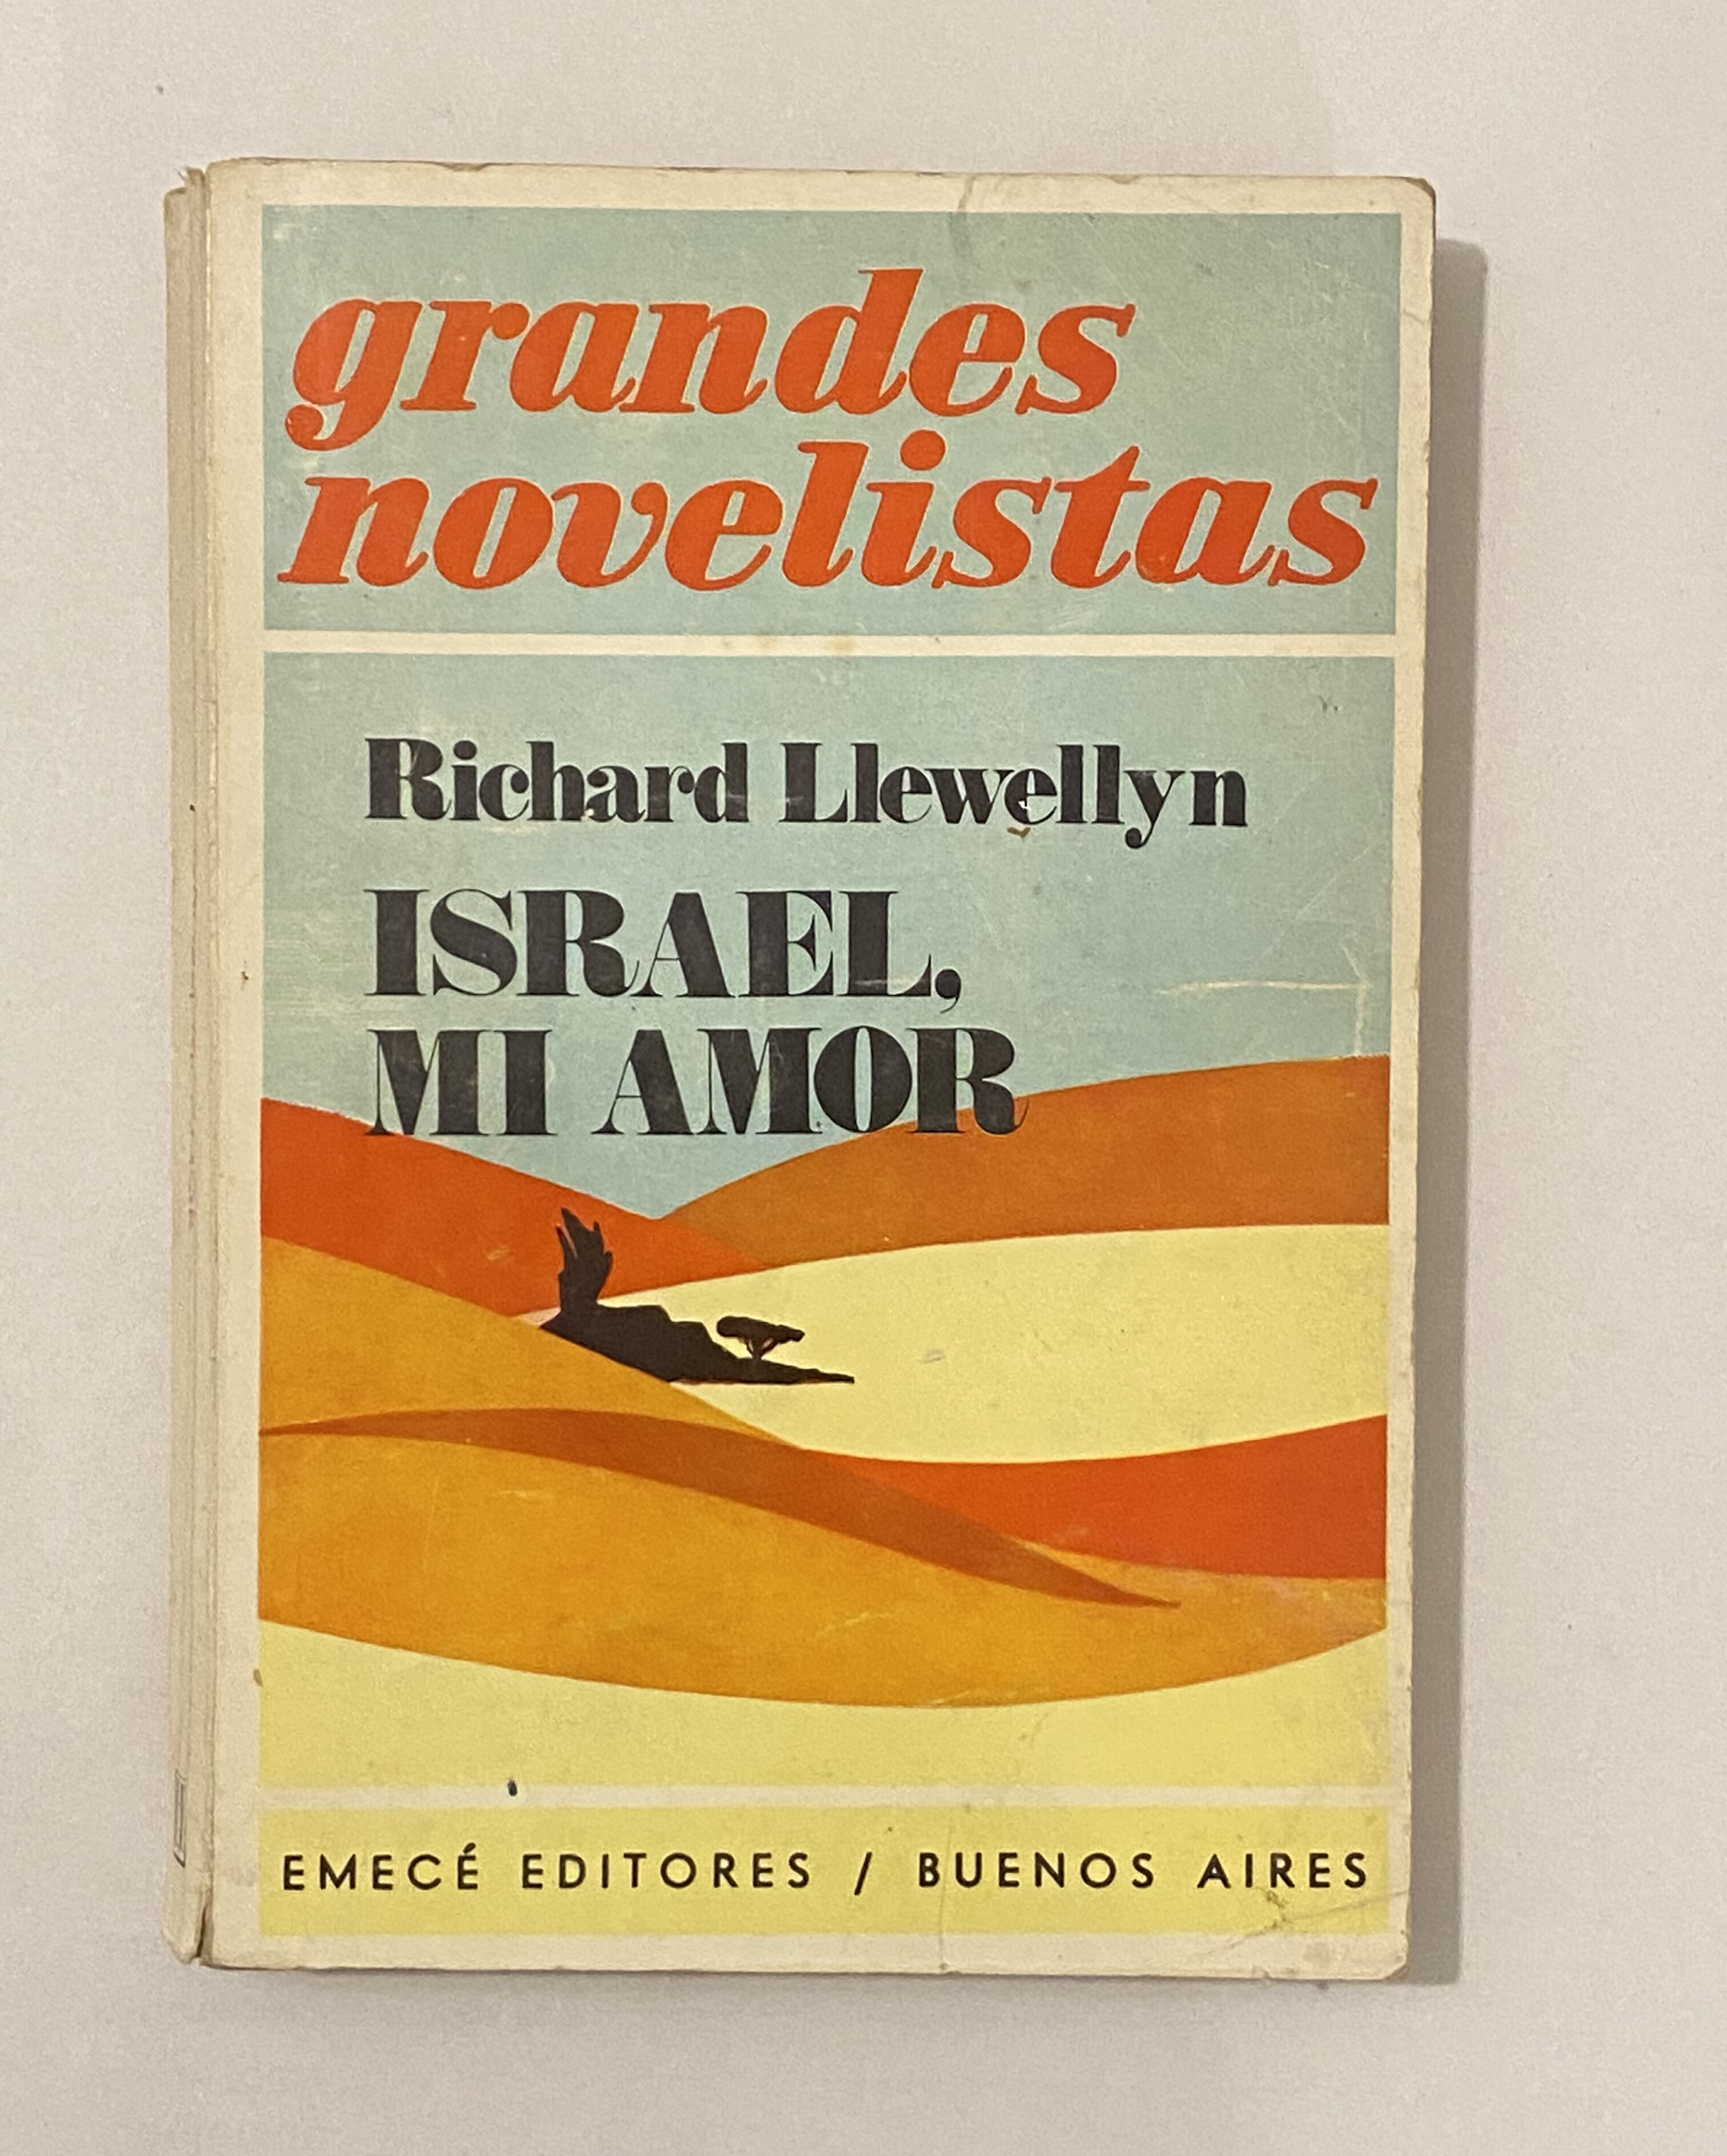 grandes
novelistas
Richard Llewellyn
ISRAEL,
MI AMOR
EMECÉ EDITORES / BUENOS AIRES